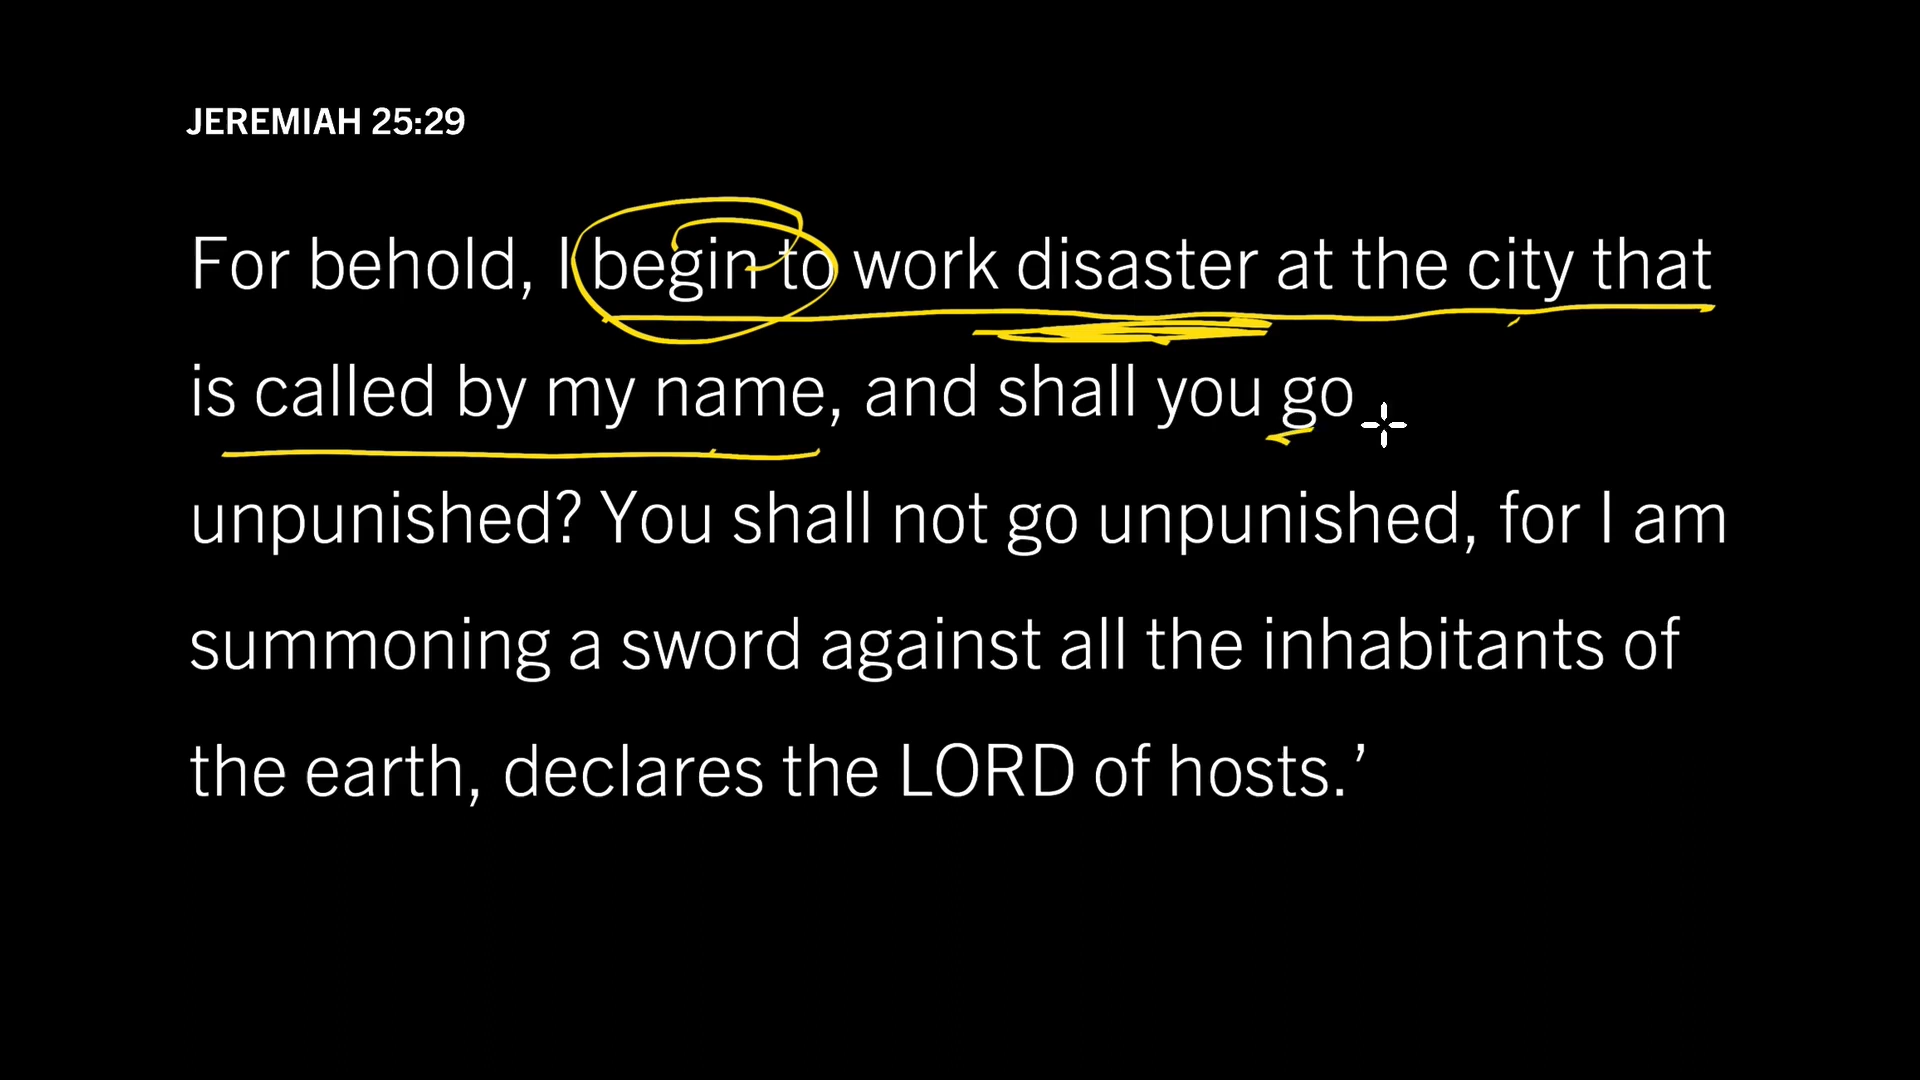 JEREMIAH 25:29
For behold, I begin to work disaster at the city that
is called by my name, and shall you go
unpunished? You shall not go unpunished, for I am
summoning a sword against all the inhabitants of
the earth, declares the LORD of hosts.’